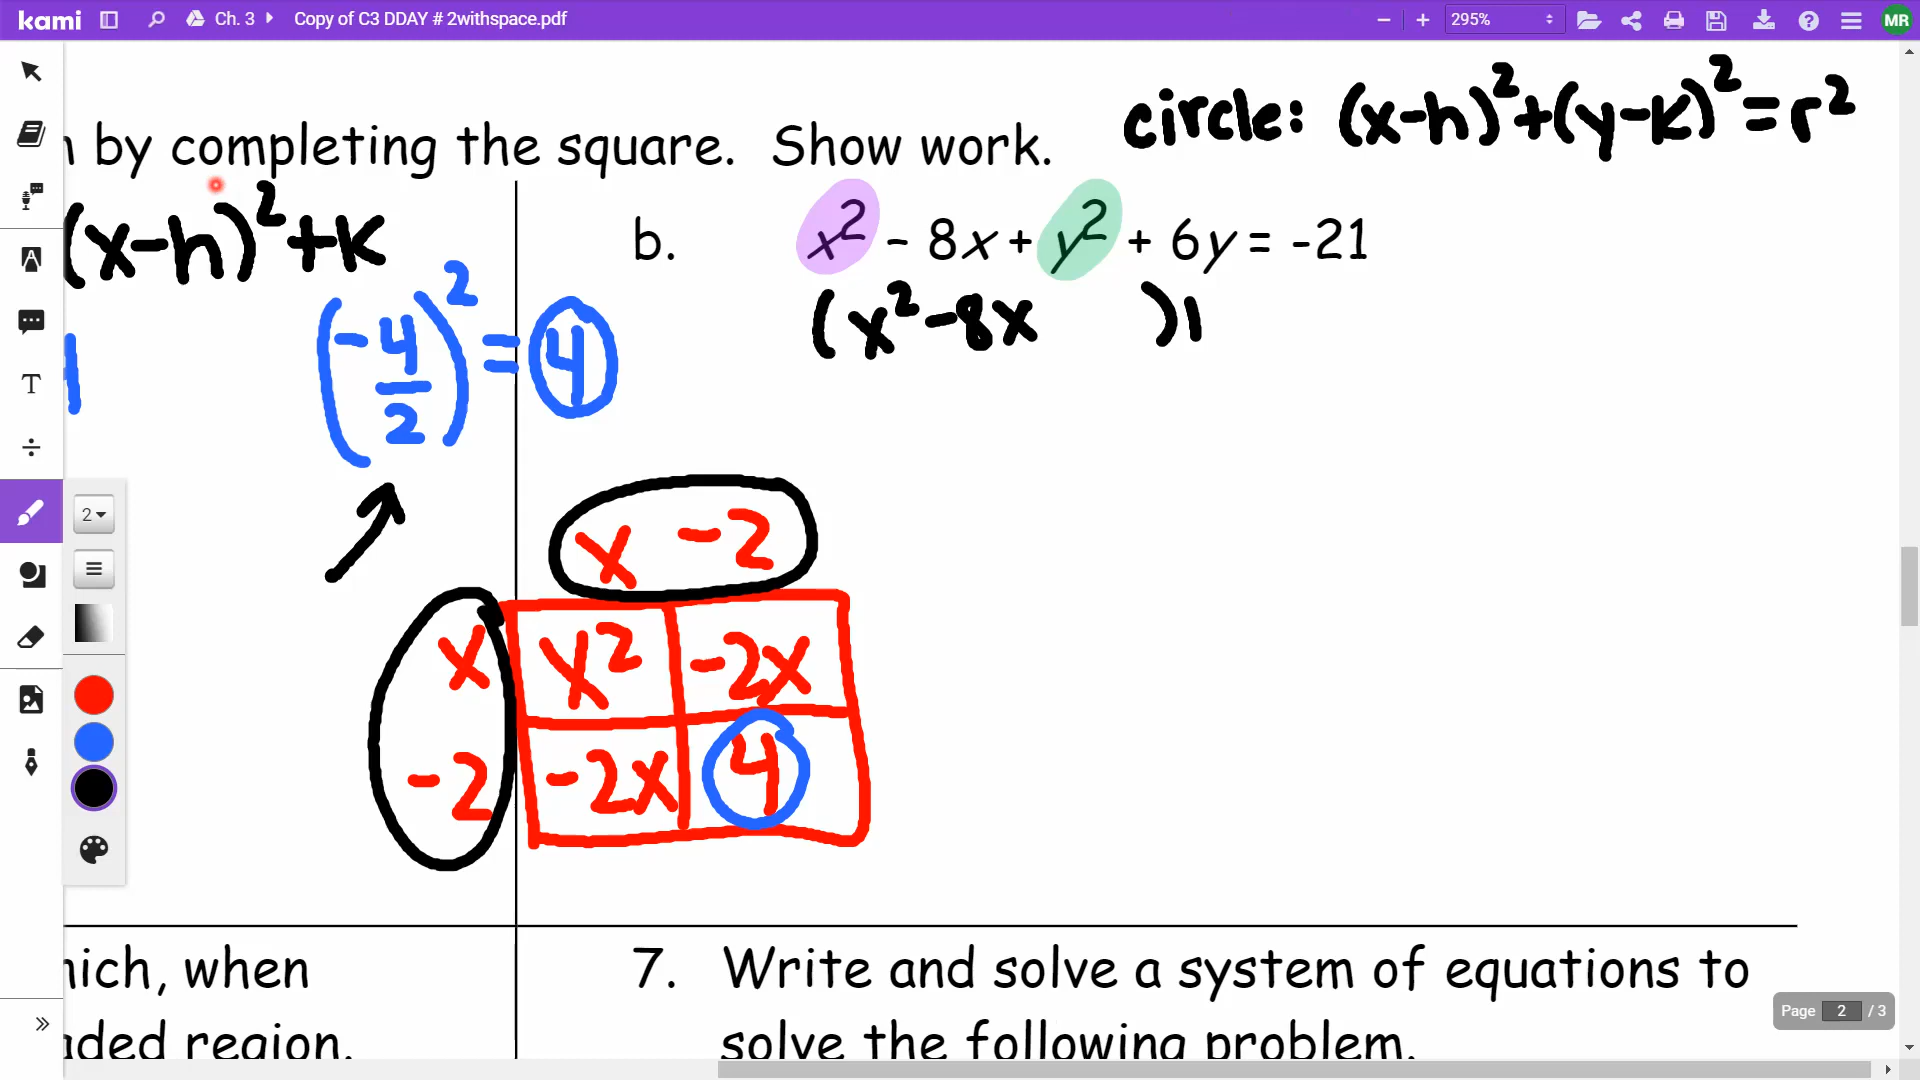 kami Ch. 3 Copy of C3 DDAY # 2withspace.pdf 295% MR
circle: (x-h)²+(y-k)²=r²
n by completing the square. Show work.
(x-h)²+k
b. x² - 8x + y² + 6y = -21
(x²-8x )1
(-4/2)²=4
2
x -2
x x² -2x
-2 -2x 4
hich, when
7. Write and solve a system of equations to
aded region.
solve the following problem.
Page 2 / 3